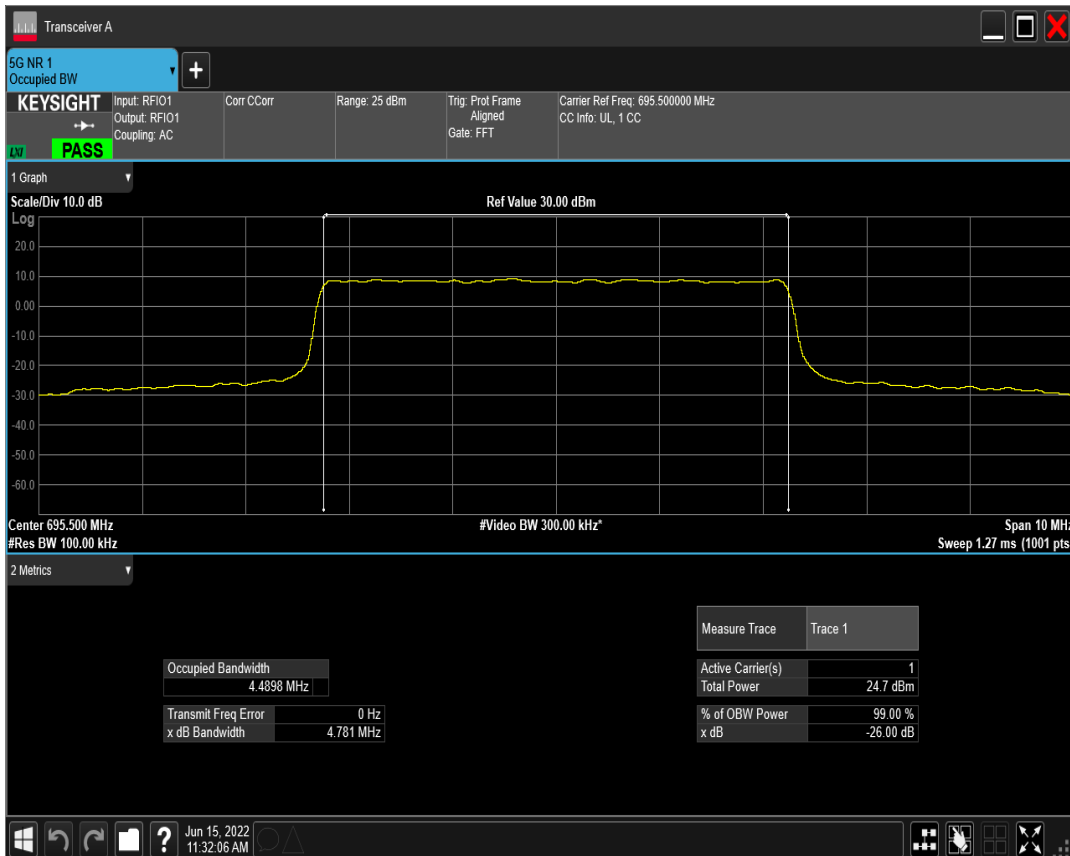 Transceiver A
5G NR 1
Occupied BW
+
KEYSIGHT
LXI
PASS
Input: RFIO1
Output: RFIO1
Coupling: AC
Corr CCorr
Range: 25 dBm
Trig: Prot Frame
Aligned
Gate: FFT
Carrier Ref Freq: 695.500000 MHz
CC Info: UL, 1 CC
1 Graph
Scale/Div 10.0 dB
Ref Value 30.00 dBm
Log
20.0
10.0
0.00
-10.0
-20.0
-30.0
-40.0
-50.0
-60.0
Center 695.500 MHz
#Video BW 300.00 kHz*
Span 10 MHz
#Res BW 100.00 kHz
Sweep 1.27 ms (1001 pts
2 Metrics
Measure Trace Trace 1
Occupied Bandwidth
4.4898 MHz
Active Carrier(s) 1
Total Power 24.7 dBm
Transmit Freq Error 0 Hz
x dB Bandwidth 4.781 MHz
% of OBW Power 99.00 %
x dB -26.00 dB
?
Jun 15, 2022
11:32:06 AM